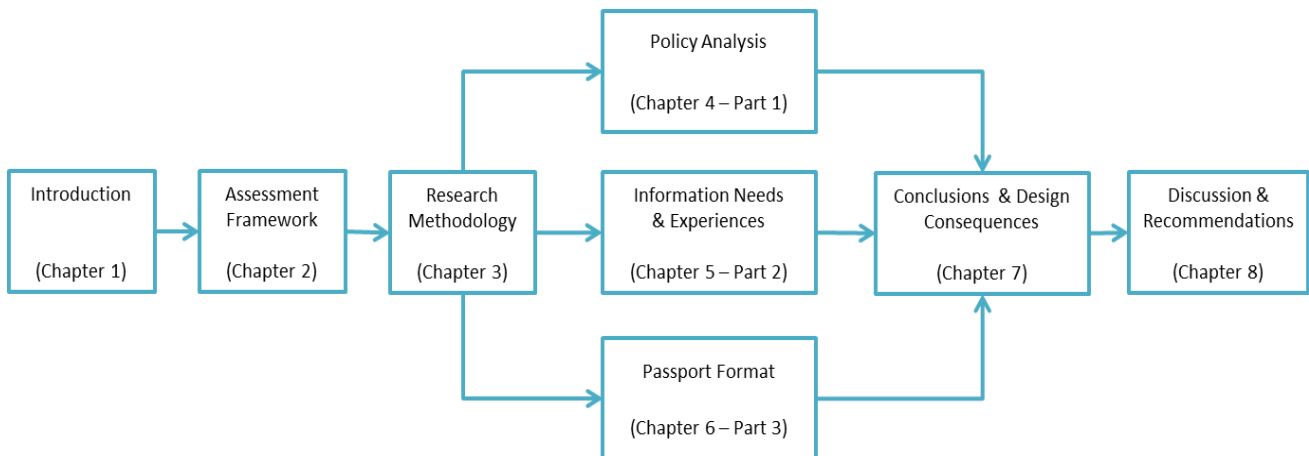 Introduction
(Chapter 1)
Assessment
Framework
(Chapter 2)
Research
Methodology
(Chapter 3)
Policy Analysis
(Chapter 4 – Part 1)
Information Needs
& Experiences
(Chapter 5 – Part 2)
Passport Format
(Chapter 6 – Part 3)
Conclusions & Design
Consequences
(Chapter 7)
Discussion &
Recommendations
(Chapter 8)